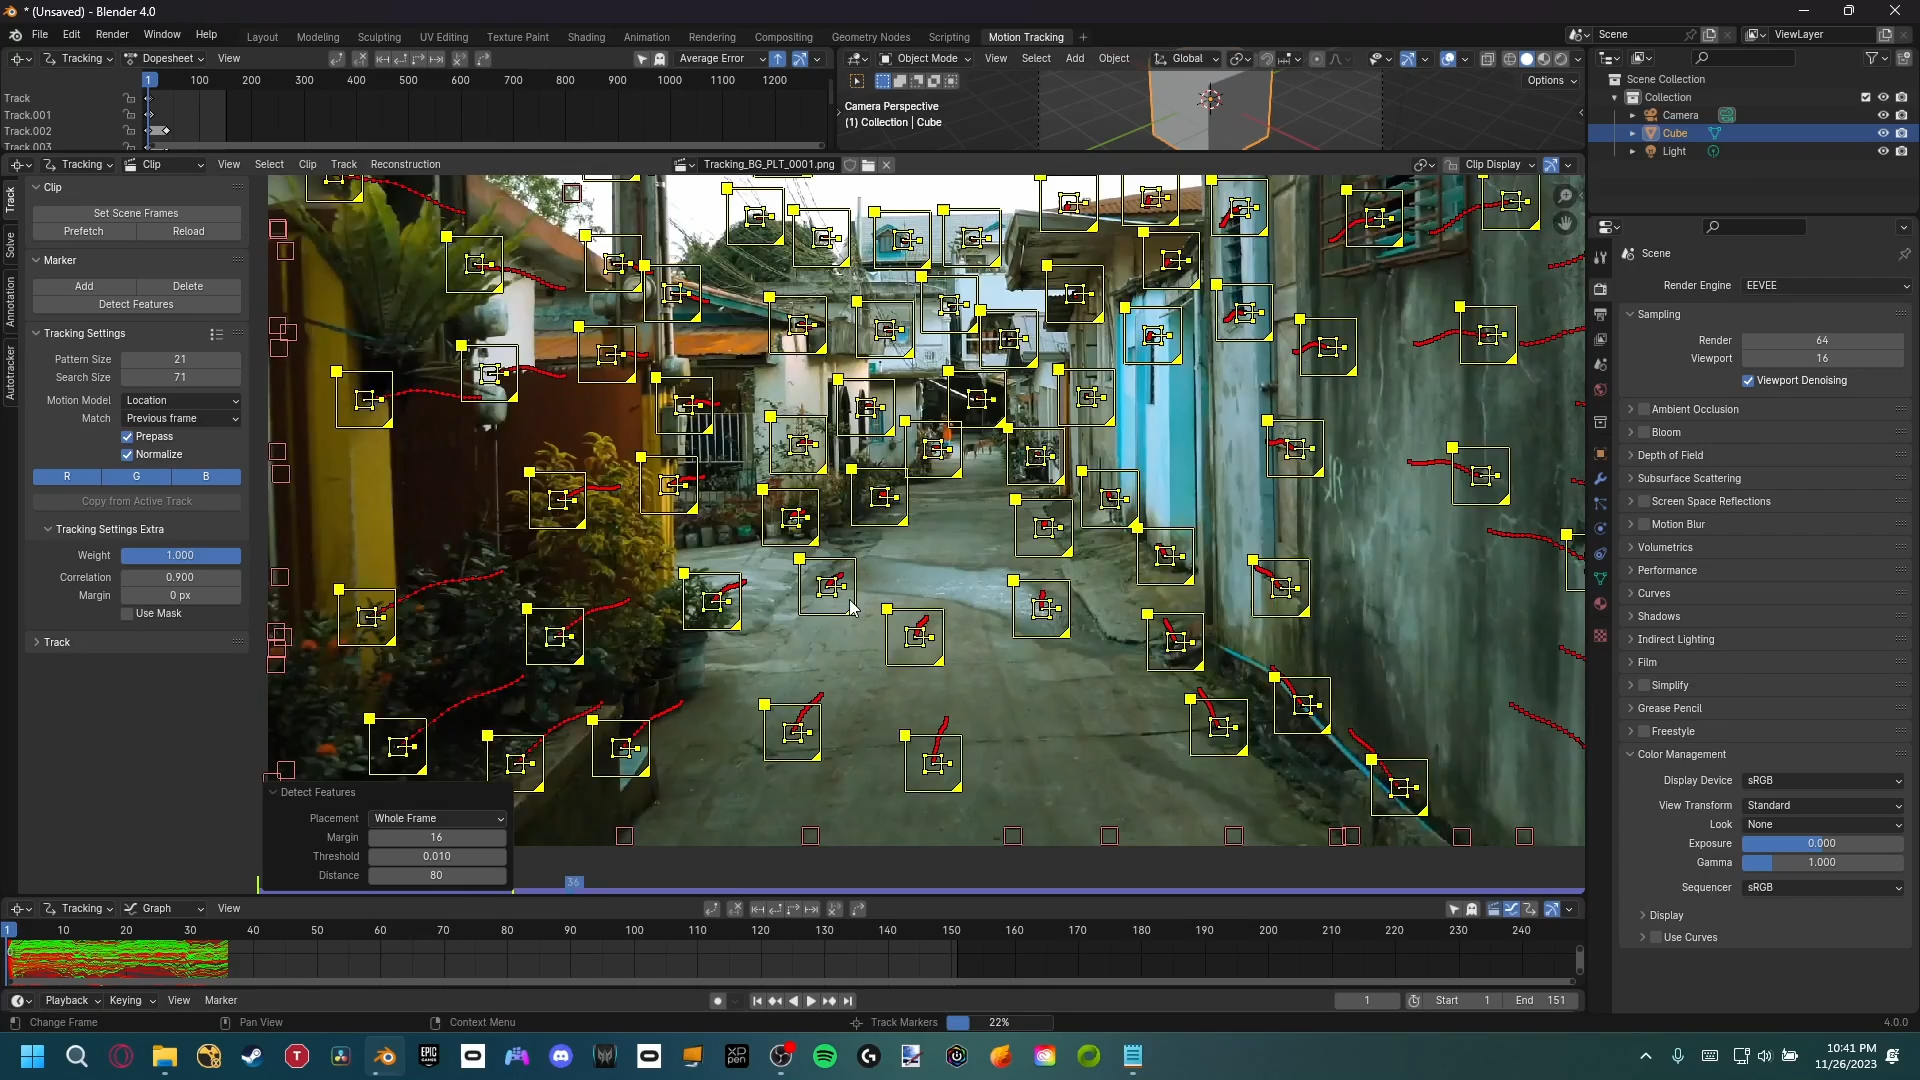 * (Unsaved) - Blender 4.0
File Edit Render Window Help
Layout Modeling Sculpting UV Editing Texture Paint Shading Animation Rendering Compositing Geometry Nodes Scripting Motion Tracking +
Scene
ViewLayer
Tracking Dopesheet View
Average Error
Object Mode View Select Add Object
Global
Options
1 100 200 300 400 500 600 700 800 900 1000 1100 1200
Track
Track.001
Track.002
Track.003
Camera Perspective
(1) Collection | Cube
Scene Collection
Collection
Camera
Cube
Light
Tracking Clip View Select Clip Track Reconstruction
Tracking_BG_PLT_0001.png
Clip Display
Track
Solve
Annotation
Autotracker
Clip
Set Scene Frames
Prefetch Reload
Marker
Add Delete
Detect Features
Tracking Settings
Pattern Size 21
Search Size 71
Motion Model Location
Match Previous frame
Prepass
Normalize
R G B
Copy from Active Track
Tracking Settings Extra
Weight 1.000
Correlation 0.900
Margin 0 px
Use Mask
Track
Detect Features
Placement Whole Frame
Margin 16
Threshold 0.010
Distance 80
36
Scene
Render Engine EEVEE
Sampling
Render 64
Viewport 16
Viewport Denoising
Ambient Occlusion
Bloom
Depth of Field
Subsurface Scattering
Screen Space Reflections
Motion Blur
Volumetrics
Performance
Curves
Shadows
Indirect Lighting
Film
Simplify
Grease Pencil
Freestyle
Color Management
Display Device sRGB
View Transform Standard
Look None
Exposure 0.000
Gamma 1.000
Sequencer sRGB
Display
Use Curves
Tracking Graph View
1 10 20 30 40 50 60 70 80 90 100 110 120 130 140 150 160 170 180 190 200 210 220 230 240
0
Playback Keying View Marker
1 Start 1 End 151
Change Frame Pan View Context Menu
Track Markers 22%
4.0.0
T
EPIC GAMES
XP PEN
10:41 PM
11/26/2023